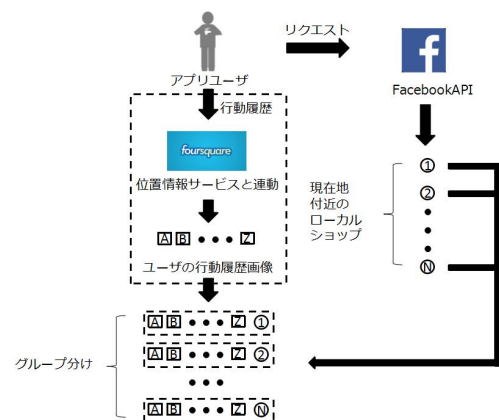 リクエスト
アプリユーザ
FacebookAPI
行動履歴
foursquare
位置情報サービスと連動
A B ・・・ Z
ユーザの行動履歴画像
現在地
付近の
ローカル
ショップ
1
2
N
グループ分け
A B ・・・ Z 1
A B ・・・ Z 2
A B ・・・ Z N